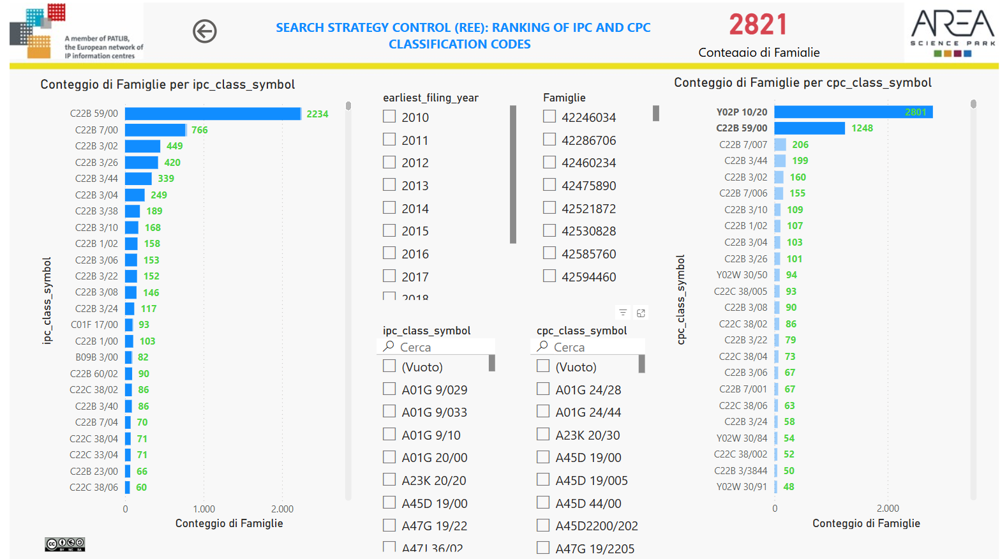 A member of PATLIB,
the European network of
IP information centres
SEARCH STRATEGY CONTROL (REE): RANKING OF IPC AND CPC
CLASSIFICATION CODES
2821
Conteggio di Famiglie
AREA
SCIENCE PARK
Conteggio di Famiglie per ipc_class_symbol
ipc_class_symbol
C22B 59/00 2234
C22B 7/00 766
C22B 3/02 449
C22B 3/26 420
C22B 3/44 339
C22B 3/04 249
C22B 3/38 189
C22B 3/10 168
C22B 1/02 158
C22B 3/06 153
C22B 3/22 152
C22B 3/08 146
C22B 3/24 117
C01F 17/00 93
C22B 1/00 103
B09B 3/00 82
C22B 60/02 90
C22C 38/02 86
C22B 3/40 86
C22B 7/04 70
C22C 38/04 71
C22C 33/04 71
C22B 23/00 66
C22C 38/06 60
0 1.000 2.000
Conteggio di Famiglie
earliest_filing_year
2010
2011
2012
2013
2014
2015
2016
2017
2018
Famiglie
42246034
42286706
42460234
42475890
42521872
42530828
42585760
42594460
ipc_class_symbol
Cerca
(Vuoto)
A01G 9/029
A01G 9/033
A01G 9/10
A01G 20/00
A23K 20/20
A45D 19/00
A47G 19/22
A47J 36/02
cpc_class_symbol
Cerca
(Vuoto)
A01G 24/28
A01G 24/44
A23K 20/30
A45D 19/00
A45D 19/005
A45D 44/00
A45D2200/202
A47G 19/2205
Conteggio di Famiglie per cpc_class_symbol
cpc_class_symbol
Y02P 10/20 2801
C22B 59/00 1248
C22B 7/007 206
C22B 3/44 199
C22B 3/02 160
C22B 7/006 155
C22B 3/10 109
C22B 1/02 107
C22B 3/04 103
C22B 3/26 101
Y02W 30/50 94
C22C 38/005 93
C22B 3/08 90
C22C 38/02 86
C22B 3/22 79
C22C 38/04 73
C22B 3/06 67
C22B 7/001 67
C22C 38/06 63
C22B 3/24 58
Y02W 30/84 54
C22C 38/002 52
C22B 3/3844 50
Y02W 30/91 48
0 2.000
Conteggio di Famiglie
cc
BY NC SA